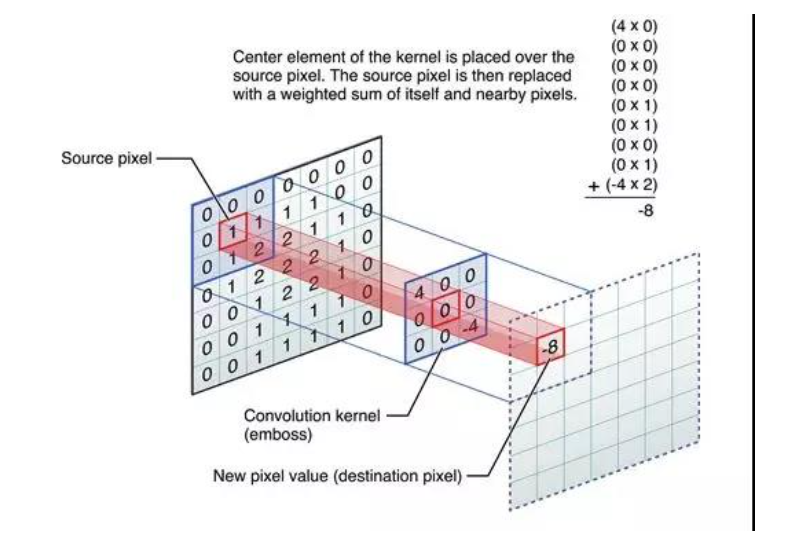 (4 x 0)
(0 x 0)
(0 x 0)
(0 x 0)
(0 x 1)
(0 x 1)
(0 x 0)
(0 x 1)
+ (-4 x 2)
-8
Center element of the kernel is placed over the
source pixel. The source pixel is then replaced
with a weighted sum of itself and nearby pixels.
Source pixel
0 0 0 0 0 0 0
0 1 1 1 1 1 0
0 1 2 2 1 1 0
0 1 2 2 2 1 0
0 0 1 2 2 1 0
0 0 1 1 1 1 0
0 0 1 1 1 1 0
4 0 0
0 0 0
0 0 -4
-8
Convolution kernel
(emboss)
New pixel value (destination pixel)